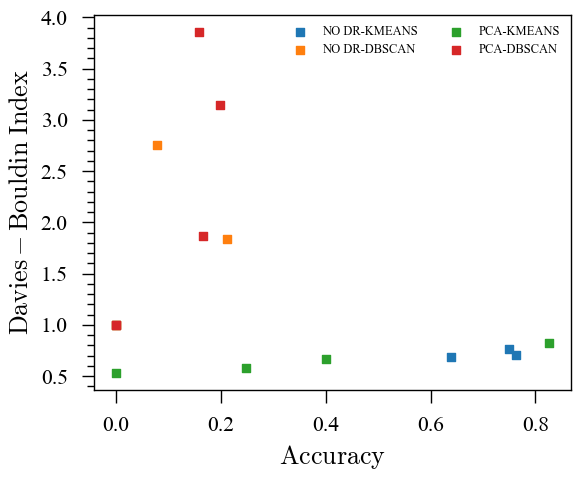 4.0
3.5
3.0
2.5
2.0
1.5
1.0
0.5
Davies – Bouldin Index
NO DR-KMEANS
NO DR-DBSCAN
PCA-KMEANS
PCA-DBSCAN
0.0 0.2 0.4 0.6 0.8
Accuracy